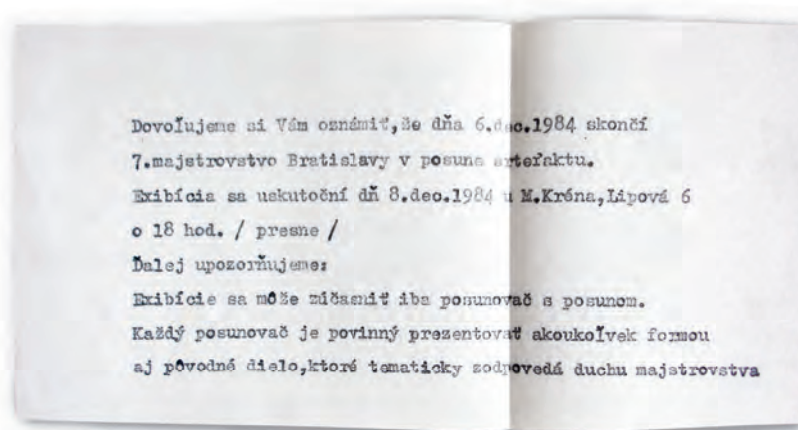 Dovoľujeme si Vám oznámiť,že dňa 6.dec.1984 skončí
7.majstrovstvo Bratislavy v posune artefaktu.
Exibícia sa uskutoční dň 8.dec.1984 u M.Kréna,Lipová 6
o 18 hod. / presne /
Ďalej upozorňujeme:
Exibície sa môže zúčasniť iba posunovač s posunom.
Každý posunovač je povinný prezentovať akoukoľvek formou
aj pôvodné dielo,ktoré tematicky zodpovedá duchu majstrovstva